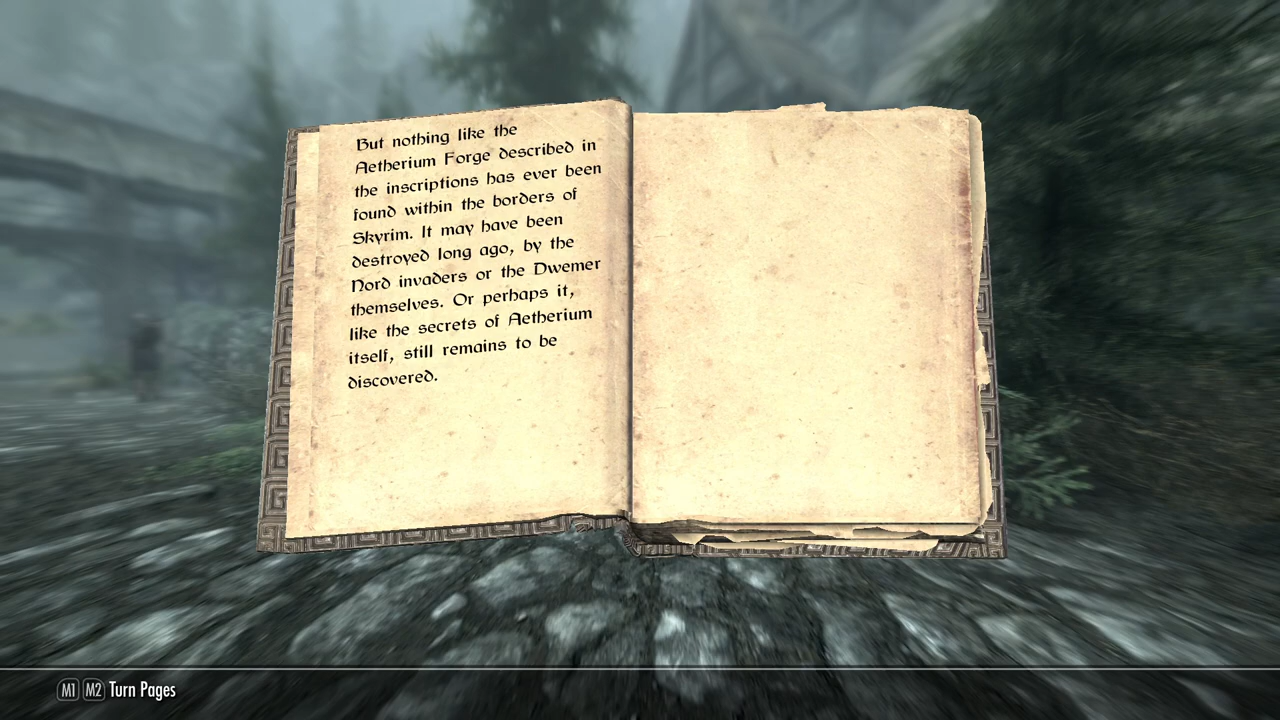 But nothing like the
Aetherium Forge described in
the inscriptions has ever been
found within the borders of
Skyrim. It may have been
destroyed long ago, by the
Nord invaders or the Dwemer
themselves. Or perhaps it,
like the secrets of Aetherium
itself, still remains to be
discovered.
M1 M2 Turn Pages